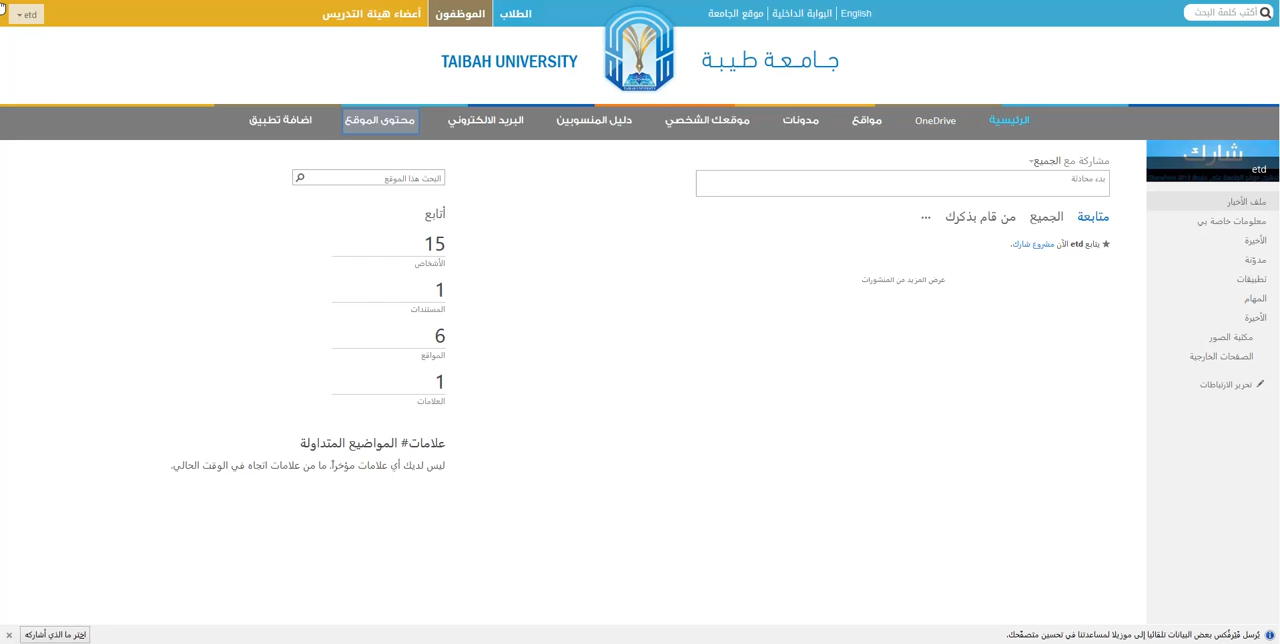 أكتب كلمة البحث
English
البوابة الداخلية
موقع الجامعة
الطلاب
الموظفون
أعضاء هيئة التدريس
etd
جامعة طيبة
TAIBAH UNIVERSITY
TAIBAH UNIVERSITY
الرئيسية
OneDrive
مواقع
مدونات
موقعك الشخصي
دليل المنسوبين
البريد الالكتروني
محتوى الموقع
اضافة تطبيق
شارك
etd
ملف الأخبار
معلومات خاصة بي
الأخيرة
مدوّنة
تطبيقات
المهام
الأخيرة
مكتبة الصور
الصفحات الخارجية
تحرير الارتباطات
مشاركة مع الجميع
بدء محادثة
متابعة الجميع من قام بذكرك ...
يتابع etd الآن مشروع شارك.
عرض المزيد من المنشورات
البحث هذا الموقع
أتابع
15
الأشخاص
1
المستندات
6
المواقع
1
العلامات
علامات# المواضيع المتداولة
ليس لديك أي علامات مؤخراً. ما من علامات اتجاه في الوقت الحالي.
يُرسل فَيَرفُكس بعض البيانات تلقائيا إلى موزيلا لمساعدتنا في تحسين متصفّحك.
اختر ما الذي أشاركه